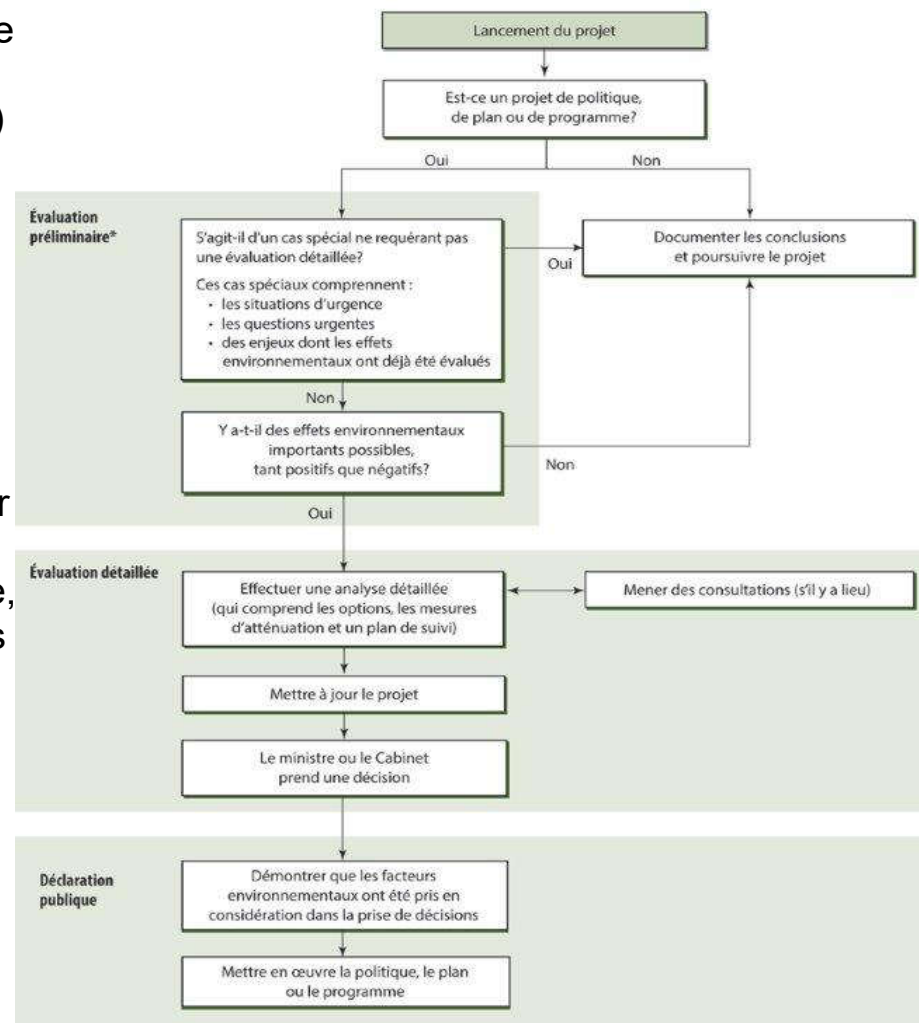 e
)
r
e,
s
Lancement du projet
Est-ce un projet de politique,
de plan ou de programme?
Oui
Non
Évaluation
préliminaire*
S'agit-il d'un cas spécial ne requérant pas
une évaluation détaillée?
Ces cas spéciaux comprennent :
• les situations d'urgence
• les questions urgentes
• des enjeux dont les effets
environnementaux ont déjà été évalués
Oui
Documenter les conclusions
et poursuivre le projet
Non
Y a-t-il des effets environnementaux
importants possibles,
tant positifs que négatifs?
Non
Oui
Évaluation détaillée
Effectuer une analyse détaillée
(qui comprend les options, les mesures
d'atténuation et un plan de suivi)
Mener des consultations (s'il y a lieu)
Mettre à jour le projet
Le ministre ou le Cabinet
prend une décision
Déclaration
publique
Démontrer que les facteurs
environnementaux ont été pris en
considération dans la prise de décisions
Mettre en œuvre la politique, le plan
ou le programme